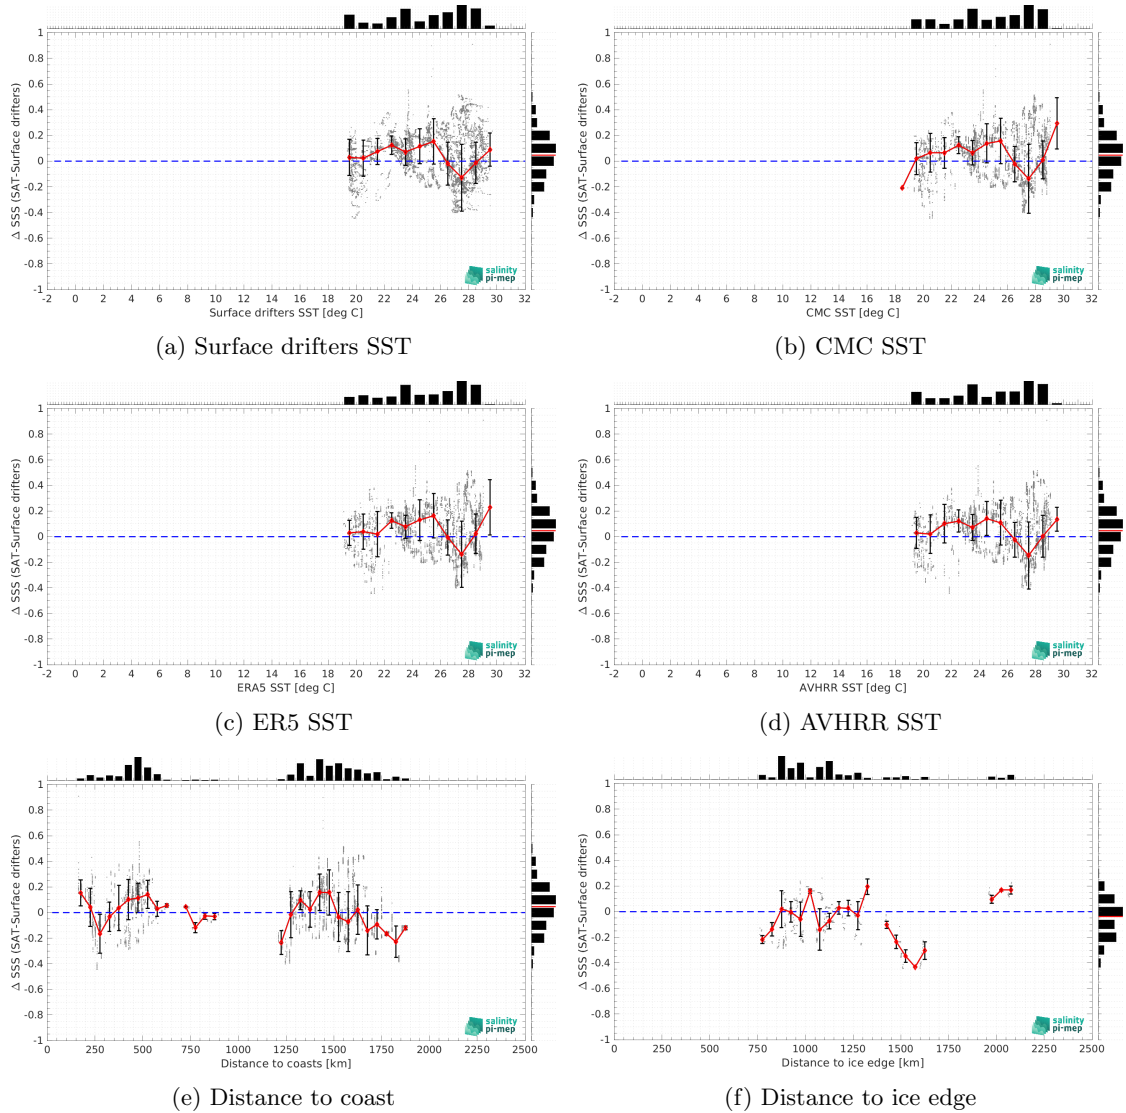 1
0.8
0.6
0.4
0.2
0
-0.2
-0.4
-0.6
-0.8
-1
Δ SSS (SAT-Surface drifters)
salinity
pi-mep
-2 0 2 4 6 8 10 12 14 16 18 20 22 24 26 28 30 32
Surface drifters SST [deg C]
(a) Surface drifters SST
1
0.8
0.6
0.4
0.2
0
-0.2
-0.4
-0.6
-0.8
-1
Δ SSS (SAT-Surface drifters)
salinity
pi-mep
-2 0 2 4 6 8 10 12 14 16 18 20 22 24 26 28 30 32
CMC SST [deg C]
(b) CMC SST
1
0.8
0.6
0.4
0.2
0
-0.2
-0.4
-0.6
-0.8
-1
Δ SSS (SAT-Surface drifters)
salinity
pi-mep
-2 0 2 4 6 8 10 12 14 16 18 20 22 24 26 28 30 32
ERA5 SST [deg C]
(c) ER5 SST
1
0.8
0.6
0.4
0.2
0
-0.2
-0.4
-0.6
-0.8
-1
Δ SSS (SAT-Surface drifters)
salinity
pi-mep
-2 0 2 4 6 8 10 12 14 16 18 20 22 24 26 28 30 32
AVHRR SST [deg C]
(d) AVHRR SST
1
0.8
0.6
0.4
0.2
0
-0.2
-0.4
-0.6
-0.8
-1
Δ SSS (SAT-Surface drifters)
salinity
pi-mep
0 250 500 750 1000 1250 1500 1750 2000 2250 2500
Distance to coasts [km]
(e) Distance to coast
1
0.8
0.6
0.4
0.2
0
-0.2
-0.4
-0.6
-0.8
-1
Δ SSS (SAT-Surface drifters)
salinity
pi-mep
0 250 500 750 1000 1250 1500 1750 2000 2250 2500
Distance to ice edge [km]
(f) Distance to ice edge